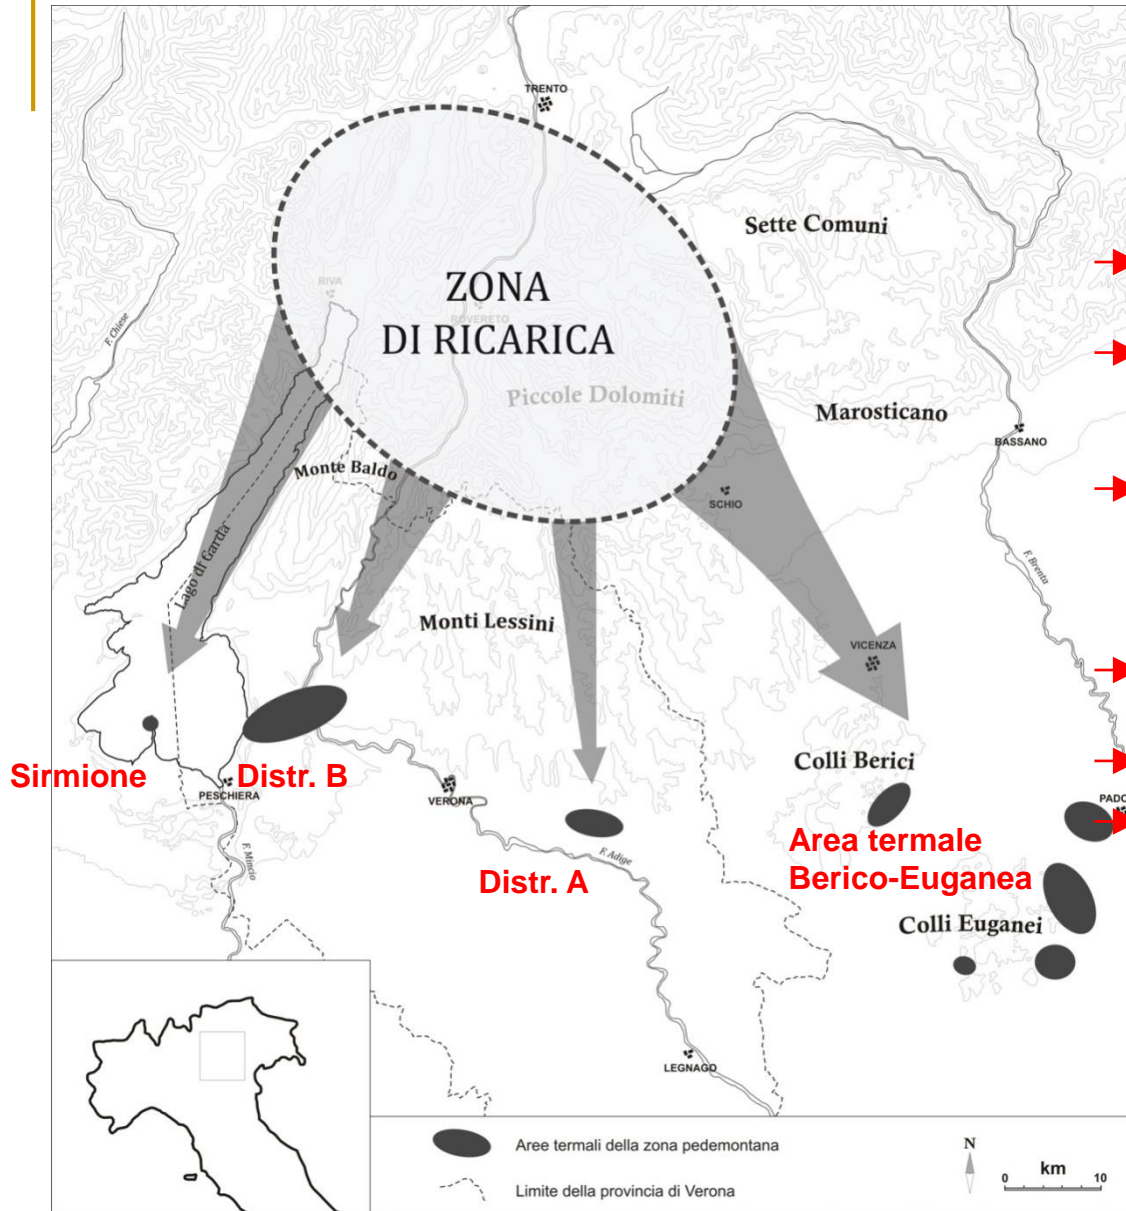 TRENTO
Sette Comuni
ZONA
DI RICARICA
RIVA
ROVERETO
F. Chiese
Piccole Dolomiti
Marosticano
BASSANO
Monte Baldo
SCHIO
Lago di Garda
F. Brenta
Monti Lessini
VICENZA
Colli Berici
Sirmione
Distr. B
PESCHIERA
VERONA
PADO
F. Mincio
F. Adige
Area termale
Berico-Euganea
Distr. A
Colli Euganei
LEGNAGO
Aree termali della zona pedemontana
Limite della provincia di Verona
N
km
0 10